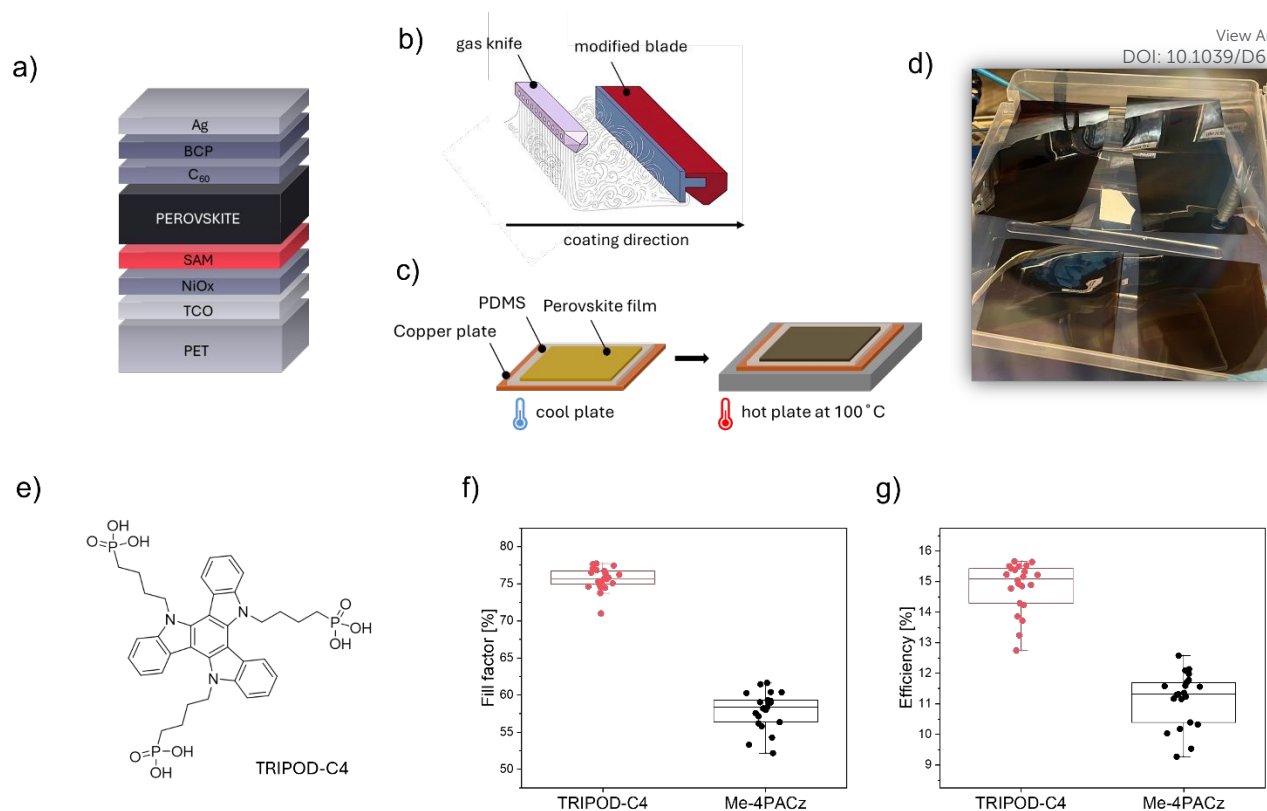 View A
DOI: 10.1039/D6
a)
Ag
BCP
C₆₀
PEROVSKITE
SAM
NiOx
TCO
PET
b)
gas knife
modified blade
coating direction
c)
PDMS
Perovskite film
Copper plate
cool plate
hot plate at 100˚C
d)
e)
OH
O
P
OH
N
N
P
O
OH
OH
N
O
P
OH
OH
TRIPOD-C4
f)
Fill factor [%]
80
75
70
65
60
55
50
TRIPOD-C4
Me-4PACz
g)
Efficiency [%]
16
15
14
13
12
11
10
9
TRIPOD-C4
Me-4PACz